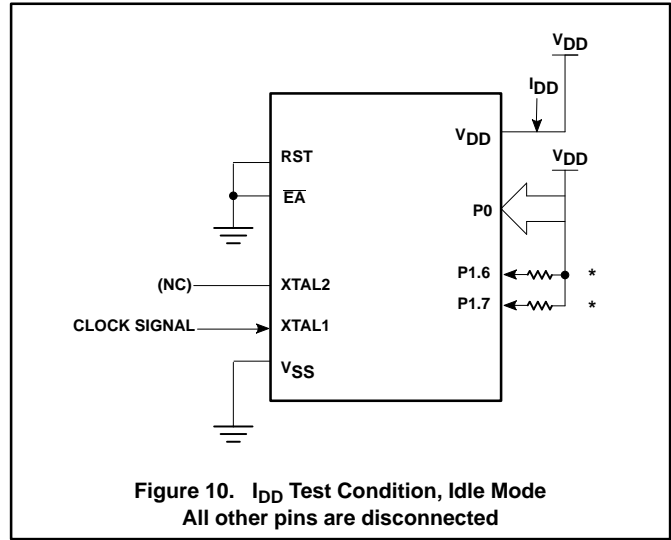 VDD
IDD
VDD
VDD
RST
EA
P0
P1.6 *
(NC) XTAL2
P1.7 *
CLOCK SIGNAL XTAL1
VSS
Figure 10. IDD Test Condition, Idle Mode
All other pins are disconnected